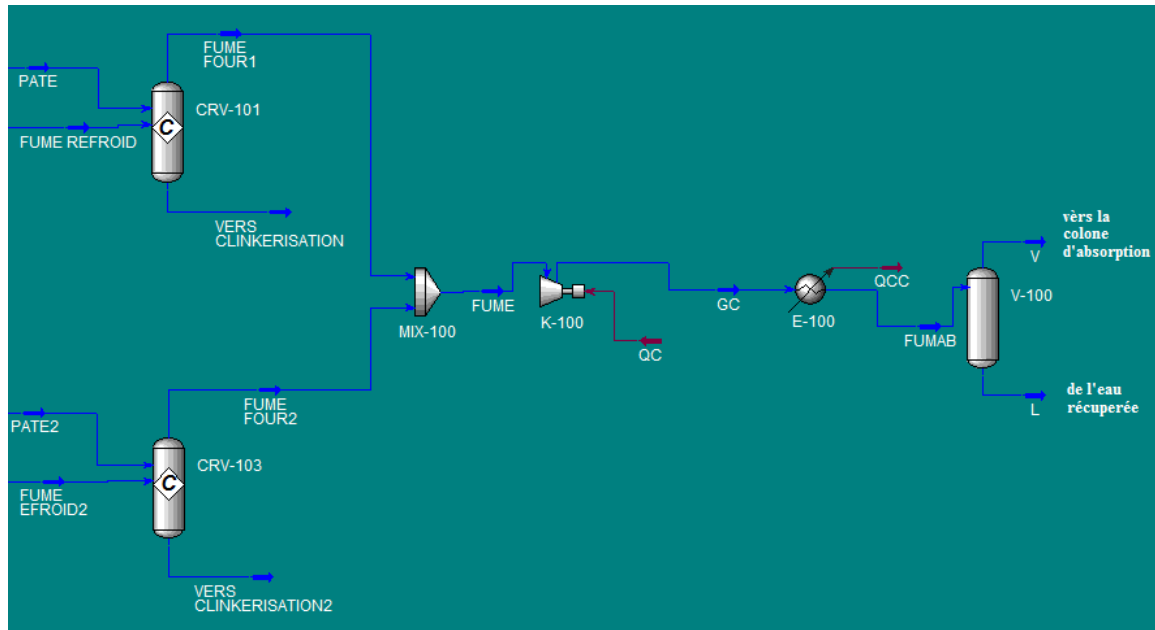 FUME
FOUR1
PATE
CRV-101
C
FUME REFROID
VERS
CLINKERISATION
vèrs la
colone
d'absorption
V
QCC
V-100
FUME
K-100
GC
E-100
MIX-100
FUMAB
QC
de l'eau
récuperée
L
FUME
FOUR2
PATE2
CRV-103
C
FUME
EFROID2
VERS
CLINKERISATION2